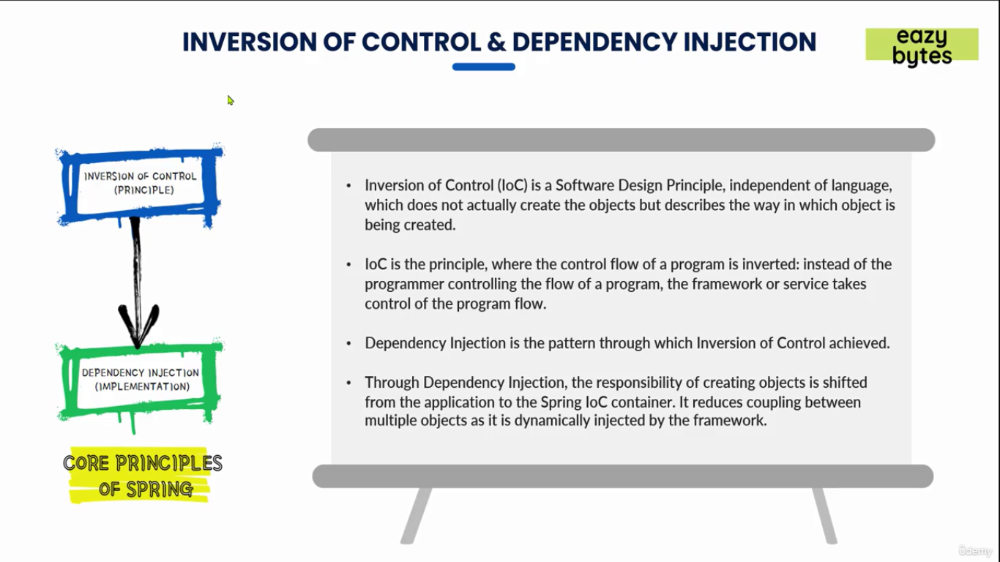 INVERSION OF CONTROL & DEPENDENCY INJECTION
eazy
bytes
INVERSION OF CONTROL
(PRINCIPLE)
DEPENDENCY INJECTION
(IMPLEMENTATION)
CORE PRINCIPLES
OF SPRING
• Inversion of Control (IoC) is a Software Design Principle, independent of language,
which does not actually create the objects but describes the way in which object is
being created.
• IoC is the principle, where the control flow of a program is inverted: instead of the
programmer controlling the flow of a program, the framework or service takes
control of the program flow.
• Dependency Injection is the pattern through which Inversion of Control achieved.
• Through Dependency Injection, the responsibility of creating objects is shifted
from the application to the Spring IoC container. It reduces coupling between
multiple objects as it is dynamically injected by the framework.
ûdemy